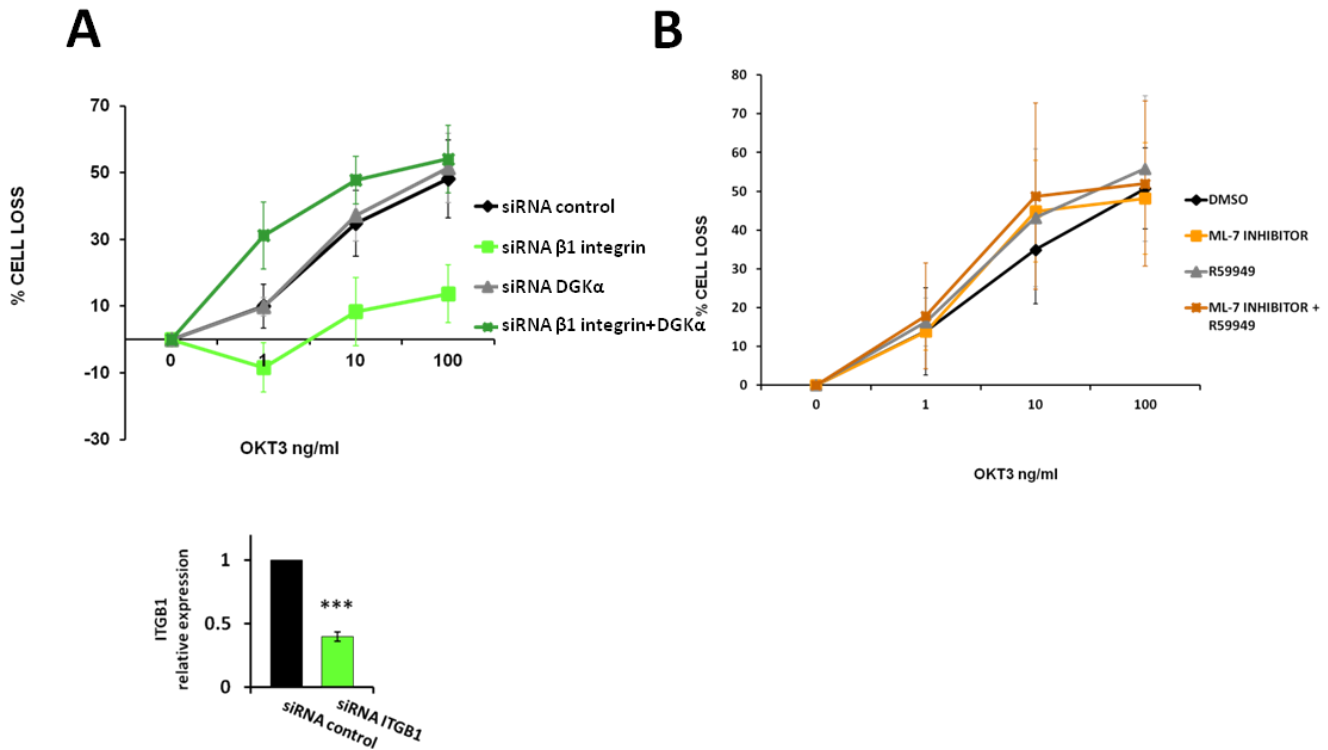 A
70
50
30
10
-10
-30
% CELL LOSS
0
1
10
100
OKT3 ng/ml
siRNA control
siRNA β1 integrin
siRNA DGKα
siRNA β1 integrin+DGKα
B
80
70
60
50
40
30
20
10
0
% CELL LOSS
0
1
10
100
OKT3 ng/ml
DMSO
ML-7 INHIBITOR
R59949
ML-7 INHIBITOR +
R59949
1
0.5
0
ITGB1
relative expression
***
siRNA control
siRNA ITGB1